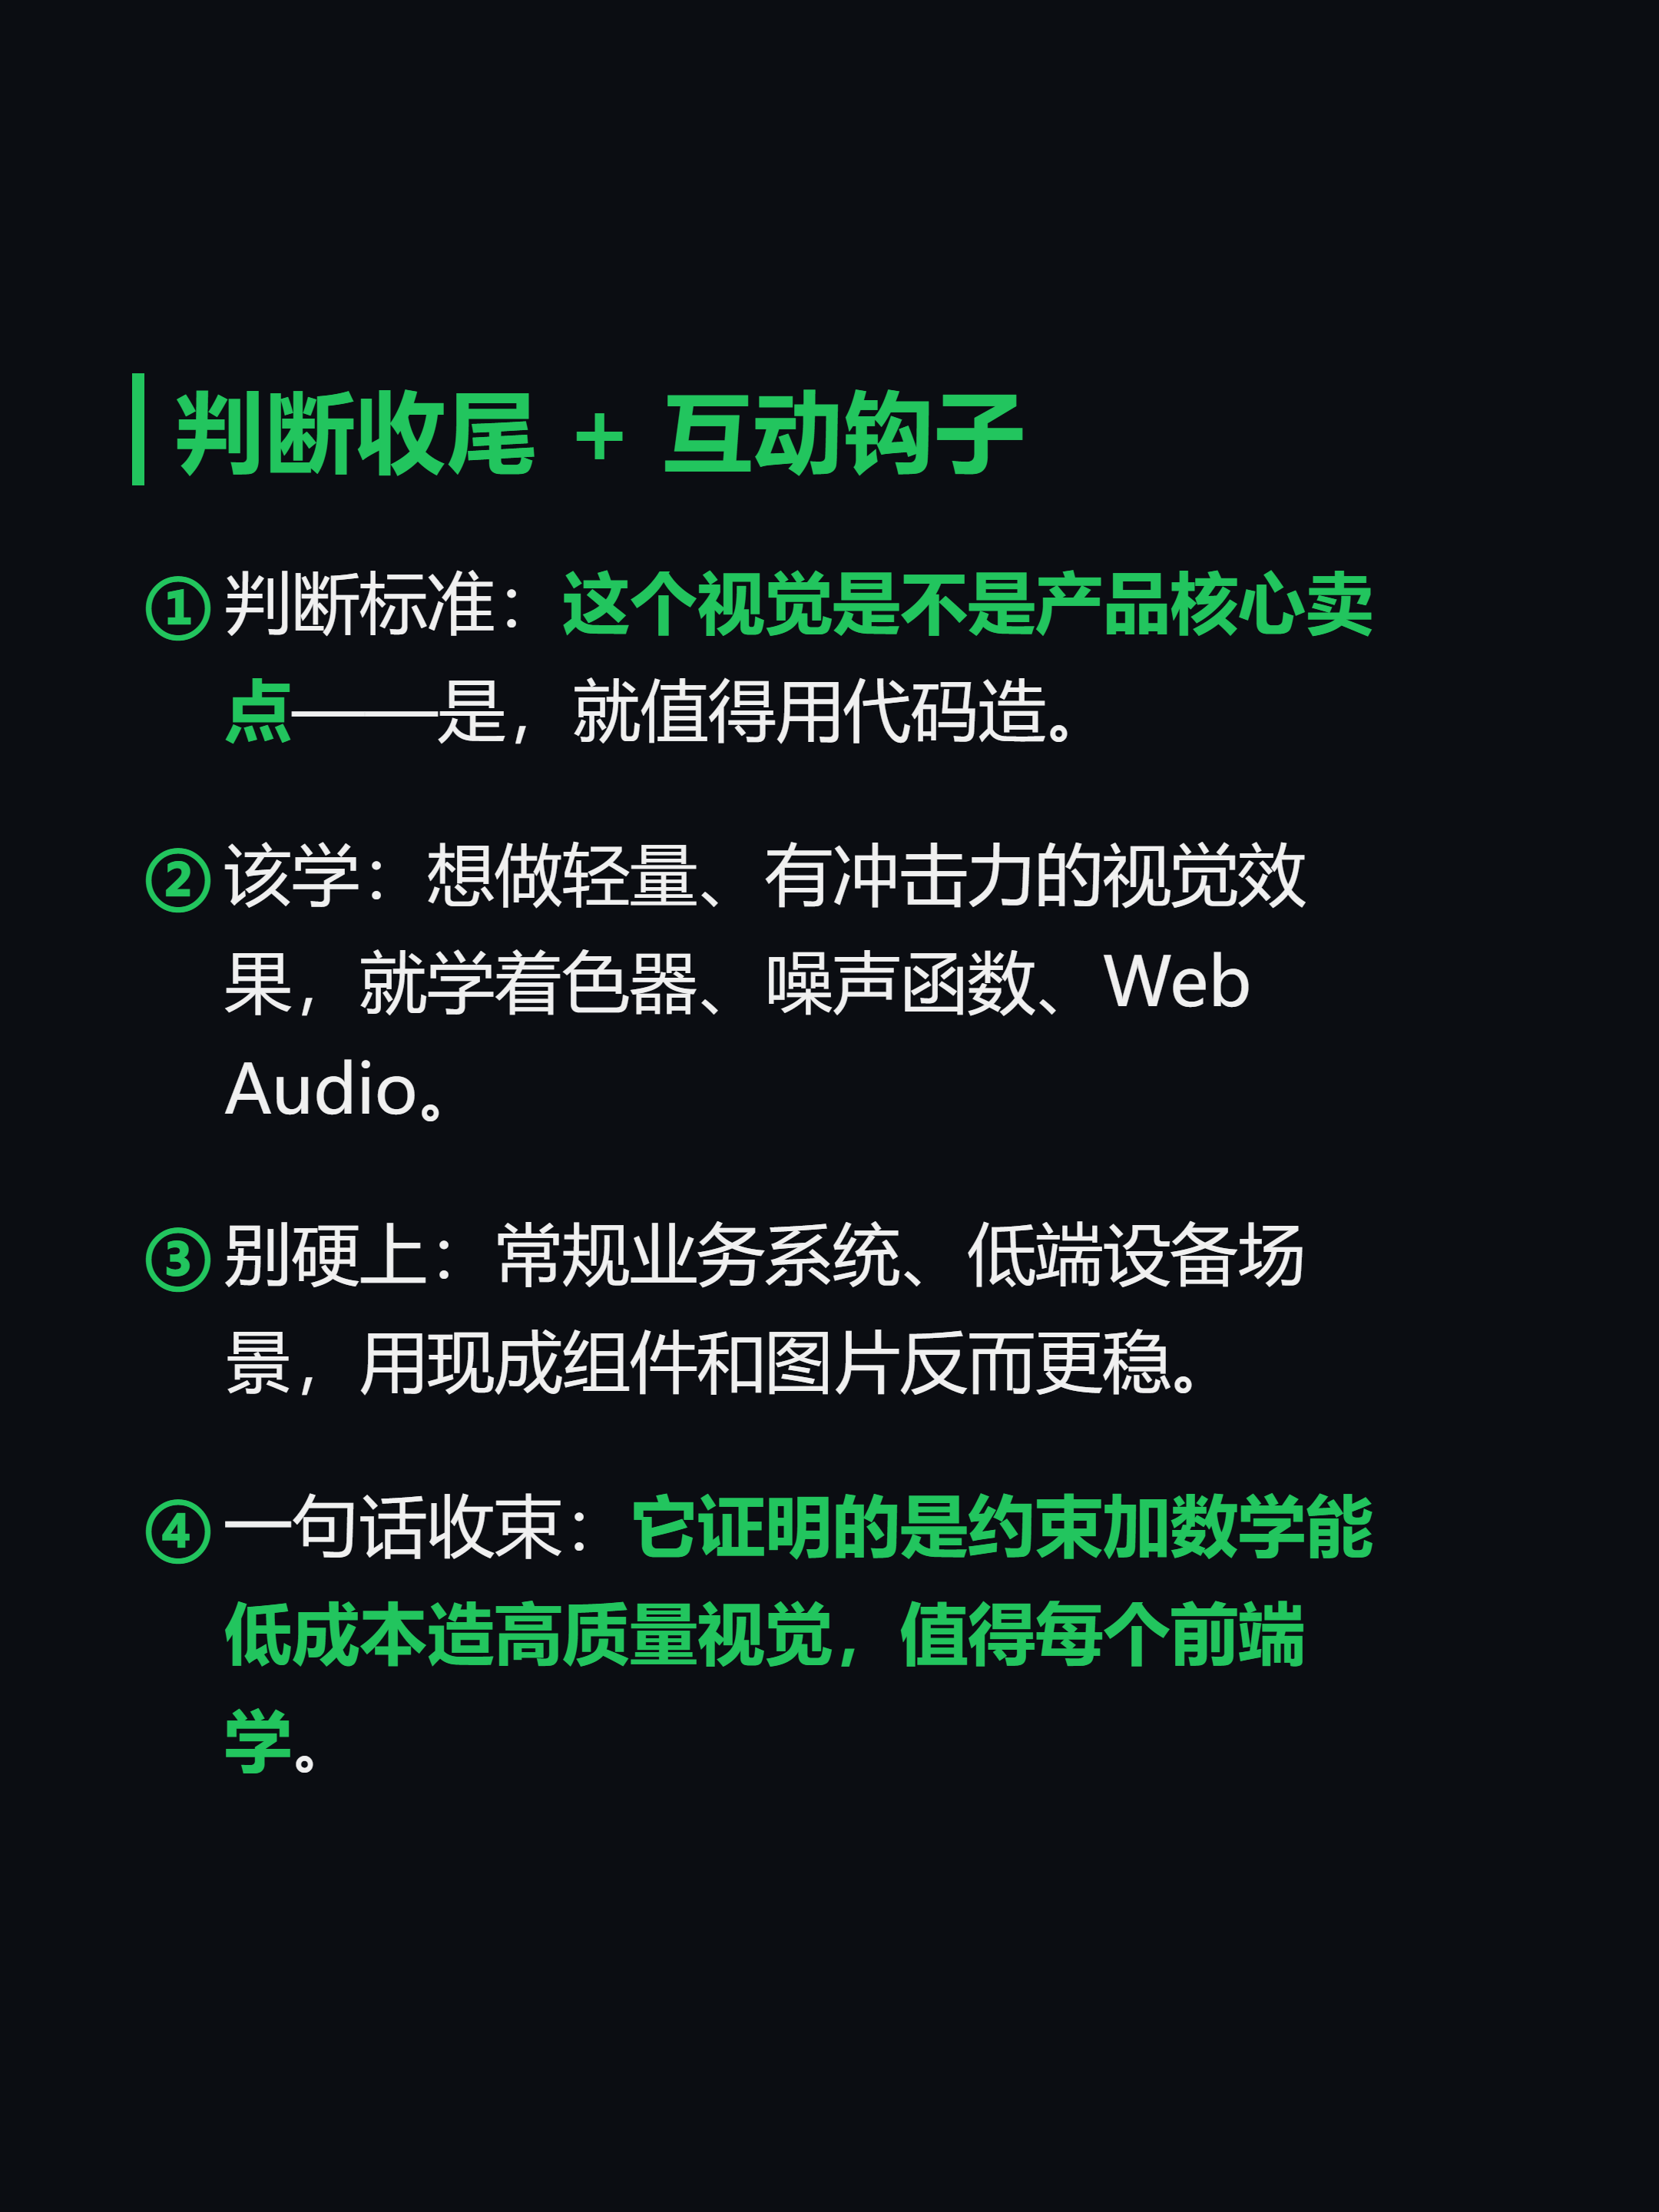 判断收尾 + 互动钩子
① 判断标准：这个视觉是不是产品核心卖
点——是，就值得用代码造。
② 该学：想做轻量、有冲击力的视觉效
果，就学着色器、噪声函数、Web
Audio。
③ 别硬上：常规业务系统、低端设备场
景，用现成组件和图片反而更稳。
④ 一句话收束：它证明的是约束加数学能
低成本造高质量视觉，值得每个前端
学。